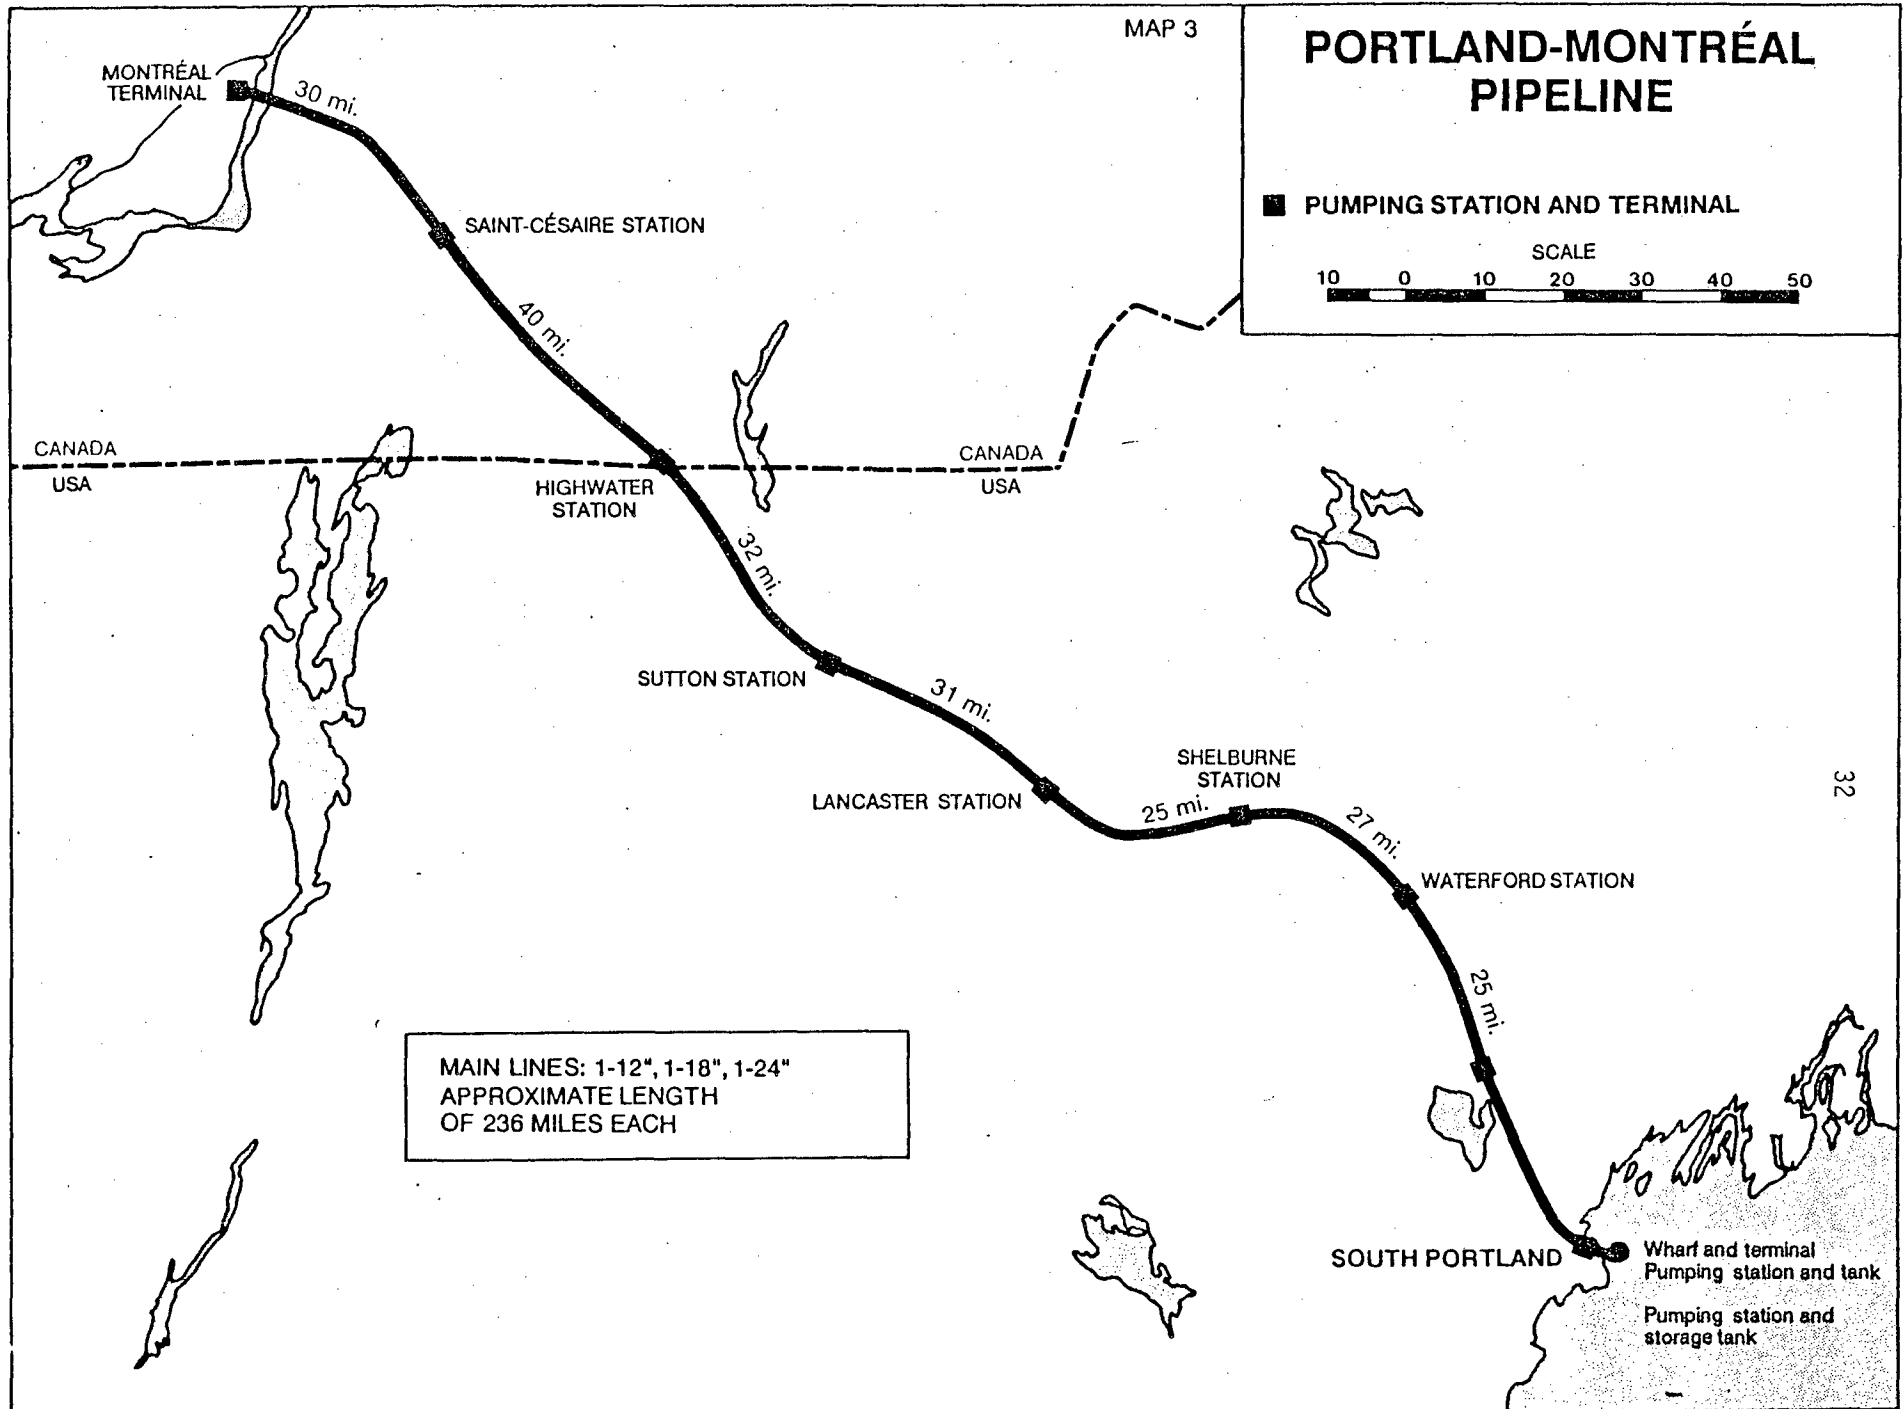 MAP 3
PORTLAND-MONTRÉAL
PIPELINE
PUMPING STATION AND TERMINAL
SCALE
10 0 10 20 30 40 50
MONTRÉAL
TERMINAL
30 mi.
SAINT-CÉSAIRE STATION
40 mi.
CANADA
USA
CANADA
USA
HIGHWATER
STATION
32 mi.
SUTTON STATION
31 mi.
LANCASTER STATION
25 mi.
SHELBURNE
STATION
27 mi.
WATERFORD STATION
25 mi.
32
MAIN LINES: 1-12", 1-18", 1-24"
APPROXIMATE LENGTH
OF 236 MILES EACH
SOUTH PORTLAND
Wharf and terminal
Pumping station and tank
Pumping station and
storage tank